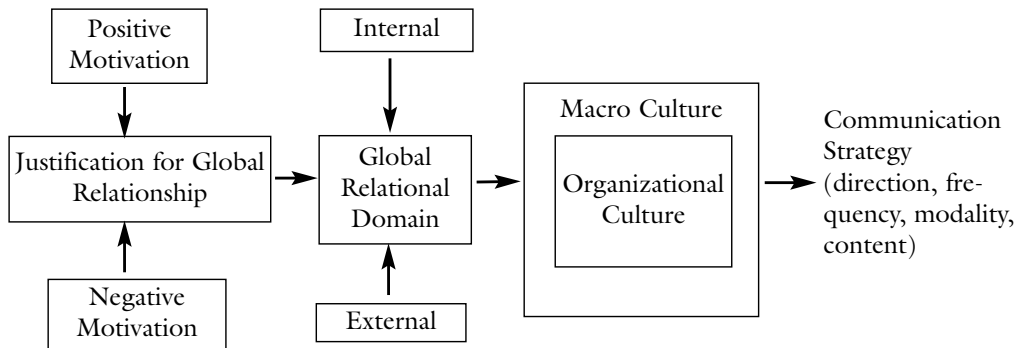 Positive
Motivation
Internal
Justification for Global
Relationship
Global
Relational
Domain
Macro Culture
Organizational
Culture
Communication
Strategy
(direction, fre-
quency, modality,
content)
Negative
Motivation
External